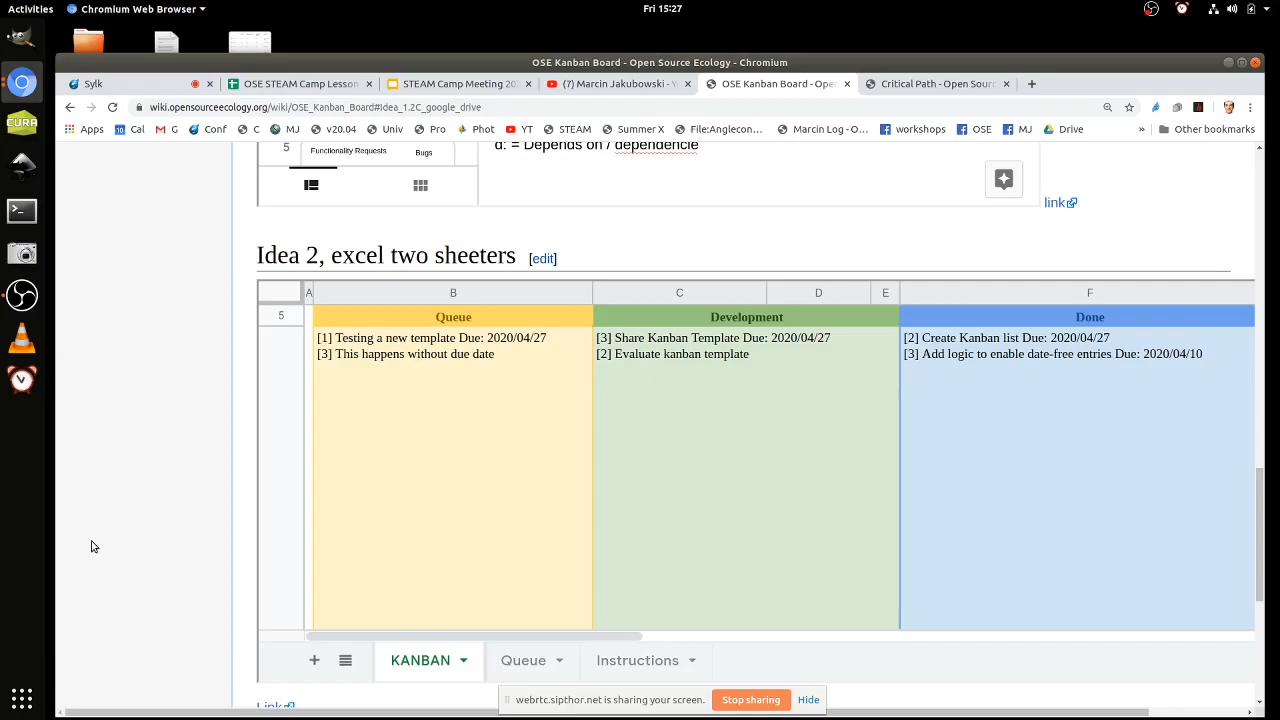 Activities
Chromium Web Browser
Fri 15:27
OSE Kanban Board - Open Source Ecology - Chromium
Sylk
OSE STEAM Camp Lesson
STEAM Camp Meeting 20
(7) Marcin Jakubowski - Y
OSE Kanban Board - Open
Critical Path - Open Sourc
wiki.opensourceecology.org/wiki/OSE_Kanban_Board#Idea_1.2C_google_drive
Apps
10 Cal
M G
Conf
C
MJ
v20.04
Univ
Pro
Phot
YT
STEAM
Summer X
File:Anglecon...
Marcin Log - O...
workshops
OSE
MJ
Drive
»
Other bookmarks
CURA
5
Functionality Requests
Bugs
d: = Depends on / dependencie
link
Idea 2, excel two sheeters [edit]
A B C D E F
5
Queue
Development
Done
[1] Testing a new template Due: 2020/04/27
[3] This happens without due date
[3] Share Kanban Template Due: 2020/04/27
[2] Evaluate kanban template
[2] Create Kanban list Due: 2020/04/27
[3] Add logic to enable date-free entries Due: 2020/04/10
+
KANBAN
Queue
Instructions
webrtc.sipthor.net is sharing your screen.
Stop sharing
Hide
Link